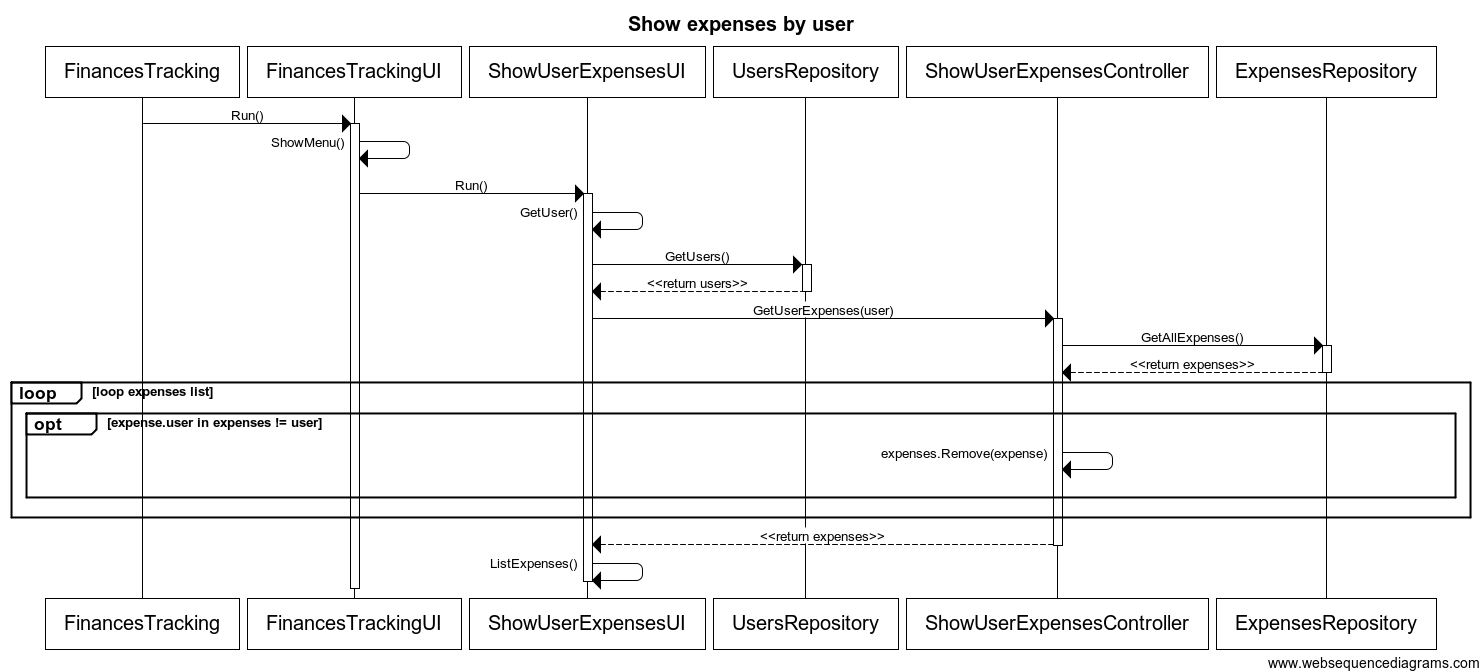 Show expenses by user
FinancesTracking FinancesTrackingUI ShowUserExpensesUI UsersRepository ShowUserExpensesController ExpensesRepository
Run()
ShowMenu()
Run()
GetUser()
GetUsers()
<<return users>>
GetUserExpenses(user)
GetAllExpenses()
<<return expenses>>
loop [loop expenses list]
opt [expense.user in expenses != user]
expenses.Remove(expense)
<<return expenses>>
ListExpenses()
FinancesTracking FinancesTrackingUI ShowUserExpensesUI UsersRepository ShowUserExpensesController ExpensesRepository
www.websequencediagrams.com